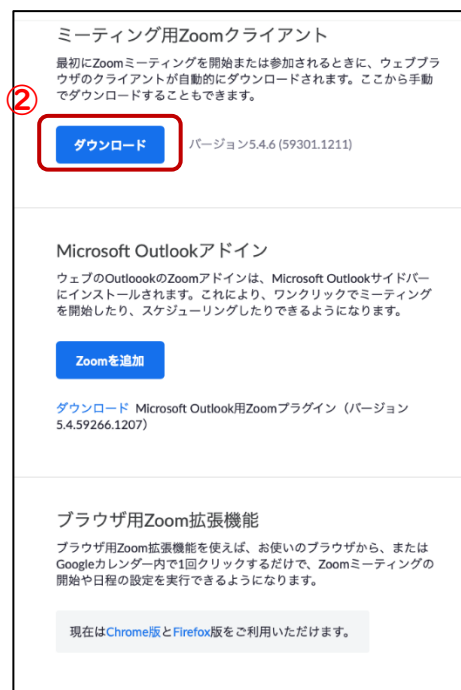 ミーティング用Zoomクライアント
最初にZoomミーティングを開始または参加されるときに、ウェブブラ
ウザのクライアントが自動的にダウンロードされます。ここから手動
でダウンロードすることもできます。
②
ダウンロード バージョン5.4.6 (59301.1211)
Microsoft Outlookアドイン
ウェブのOutloookのZoomアドインは、Microsoft Outlookサイドバー
にインストールされます。これにより、ワンクリックでミーティング
を開始したり、スケジューリングしたりできるようになります。
Zoomを追加
ダウンロード Microsoft Outlook用Zoomプラグイン（バージョン
5.4.59266.1207）
ブラウザ用Zoom拡張機能
ブラウザ用Zoom拡張機能を使えば、お使いのブラウザから、または
Googleカレンダー内で1回クリックするだけで、Zoomミーティングの
開始や日程の設定を実行できるようになります。
現在はChrome版とFirefox版をご利用いただけます。